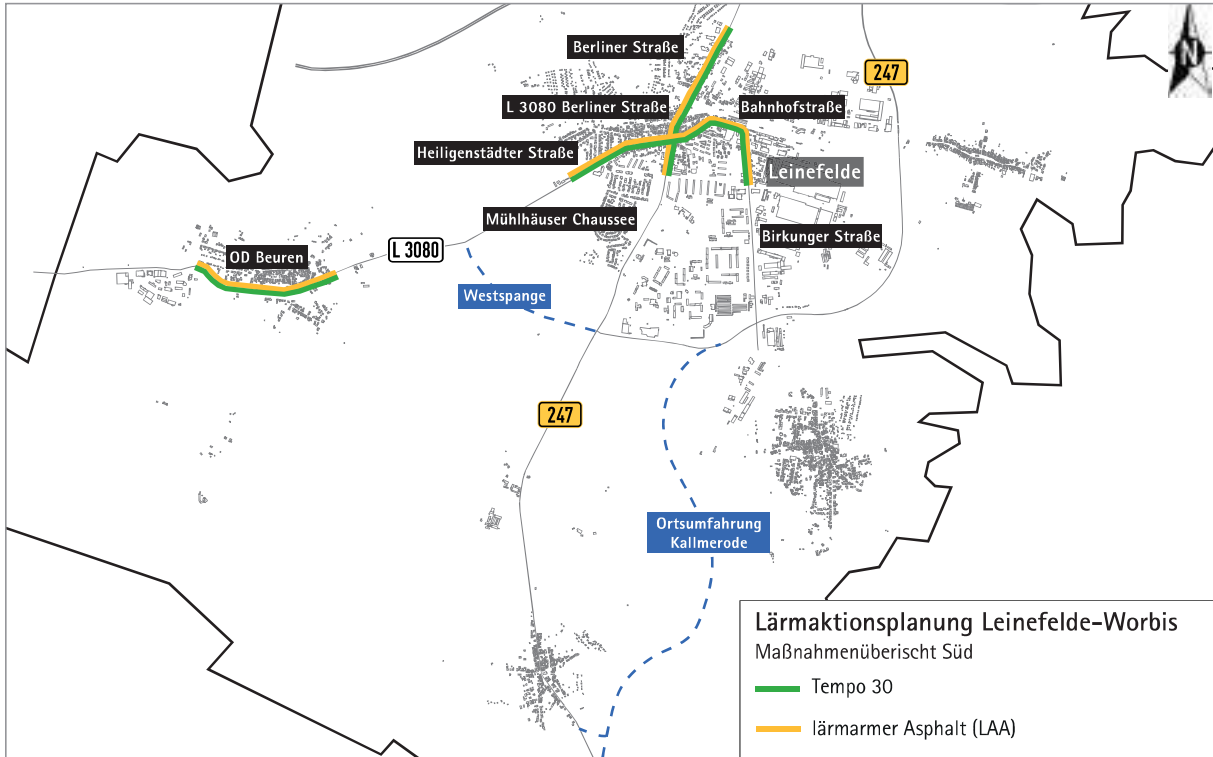 N
Berliner Straße
247
L 3080 Berliner Straße
Bahnhofstraße
Heiligenstädter Straße
Leinefelde
Mühlhäuser Chaussee
Birkunger Straße
L 3080
OD Beuren
Westspange
247
Ortsumfahrung
Kallmerode
Lärmaktionsplanung Leinefelde-Worbis
Maßnahmenüberischt Süd
Tempo 30
lärmarmer Asphalt (LAA)